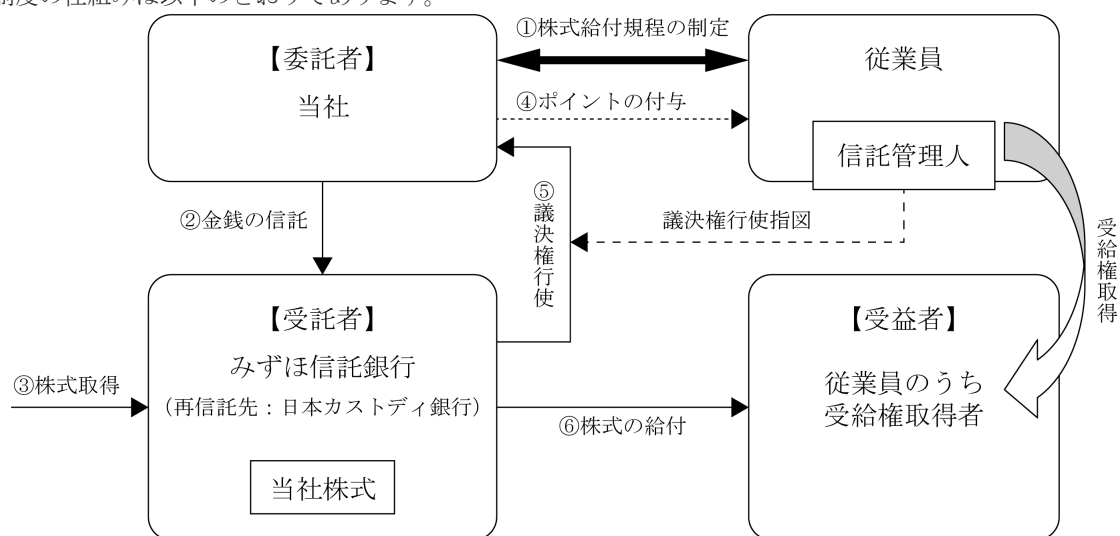 制度の仕組みは以下のとおりであります。
①株式給付規程の制定
【委託者】
当社
従業員
④ポイントの付与
信託管理人
②金銭の信託
⑤議決権行使
議決権行使指図
受給権取得
【受託者】
みずほ信託銀行
(再信託先：日本カストディ銀行)
当社株式
③株式取得
⑥株式の給付
【受益者】
従業員のうち
受給権取得者